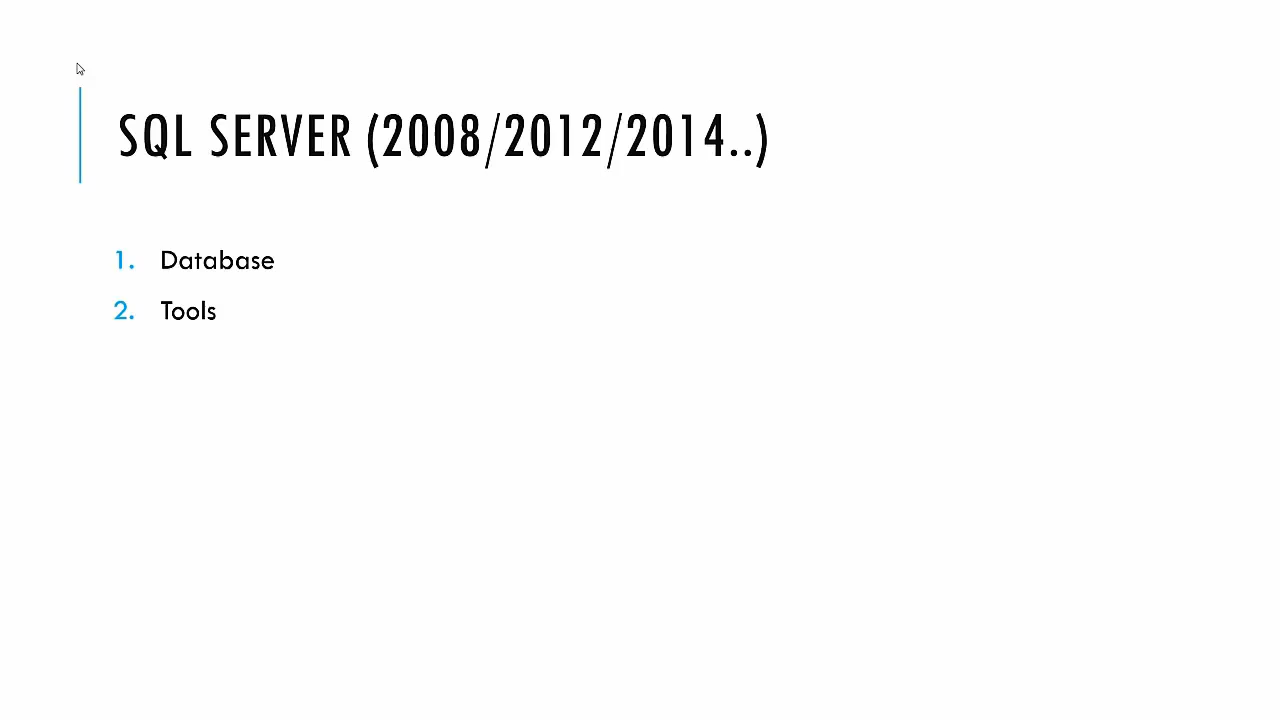 SQL SERVER (2008/2012/2014..)
1. Database
2. Tools